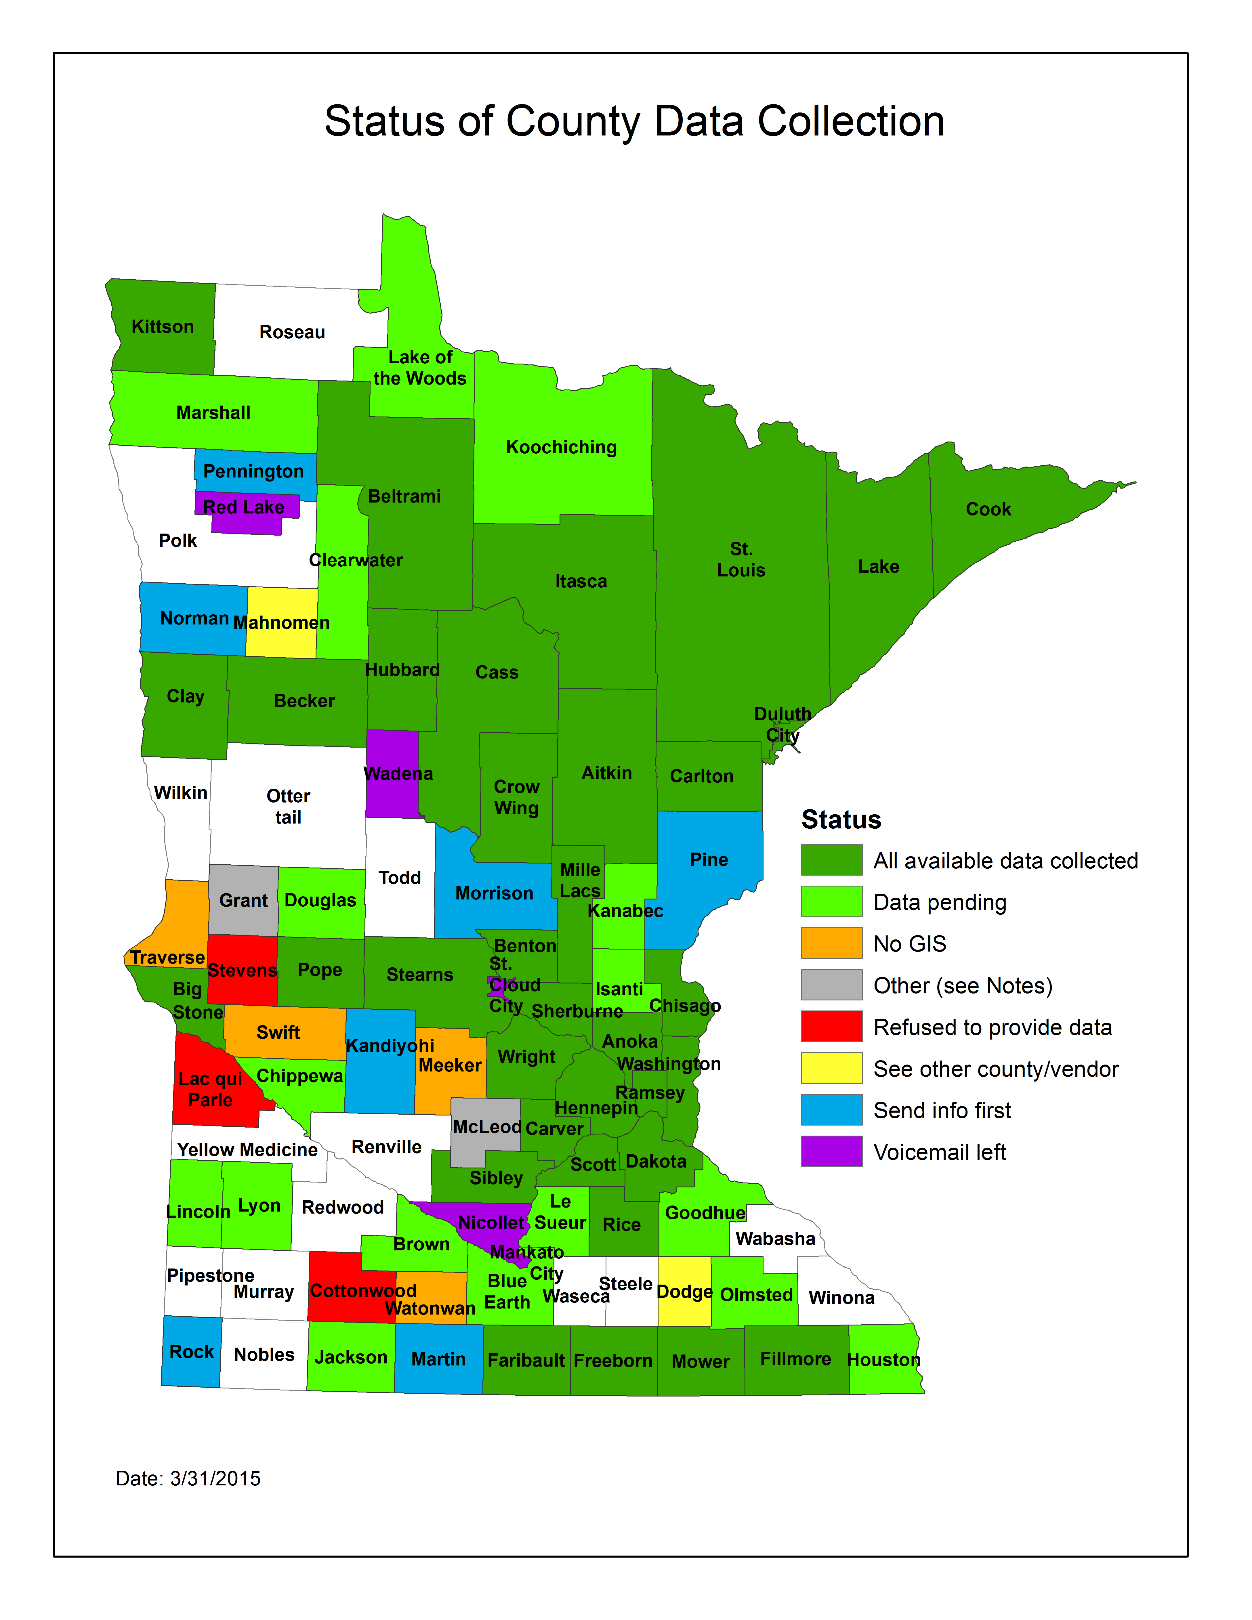 Status of County Data Collection
Kittson
Roseau
Lake of
the Woods
Marshall
Koochiching
Pennington
Red Lake
Beltrami
Cook
Polk
Clearwater
St.
Louis
Lake
Itasca
Norman
Mahnomen
Hubbard
Cass
Clay
Becker
Duluth
City
Wadena
Aitkin
Carlton
Wilkin
Otter
tail
Crow
Wing
Pine
Mille
Lacs
Todd
Morrison
Grant
Douglas
Kanabec
Benton
Traverse
Stevens
Pope
Stearns
St.
Cloud
City
Isanti
Big
Stone
Sherburne
Chisago
Swift
Kandiyohi
Meeker
Wright
Anoka
Washington
Lac qui
Parle
Chippewa
Ramsey
Hennepin
McLeod
Carver
Yellow Medicine
Renville
Scott
Dakota
Sibley
Lincoln
Lyon
Redwood
Le
Sueur
Nicollet
Rice
Goodhue
Wabasha
Brown
Mankato
City
Pipestone
Murray
Cottonwood
Watonwan
Blue
Earth
Waseca
Steele
Dodge
Olmsted
Winona
Rock
Nobles
Jackson
Martin
Faribault
Freeborn
Mower
Fillmore
Houston
Status
All available data collected
Data pending
No GIS
Other (see Notes)
Refused to provide data
See other county/vendor
Send info first
Voicemail left
Date: 3/31/2015